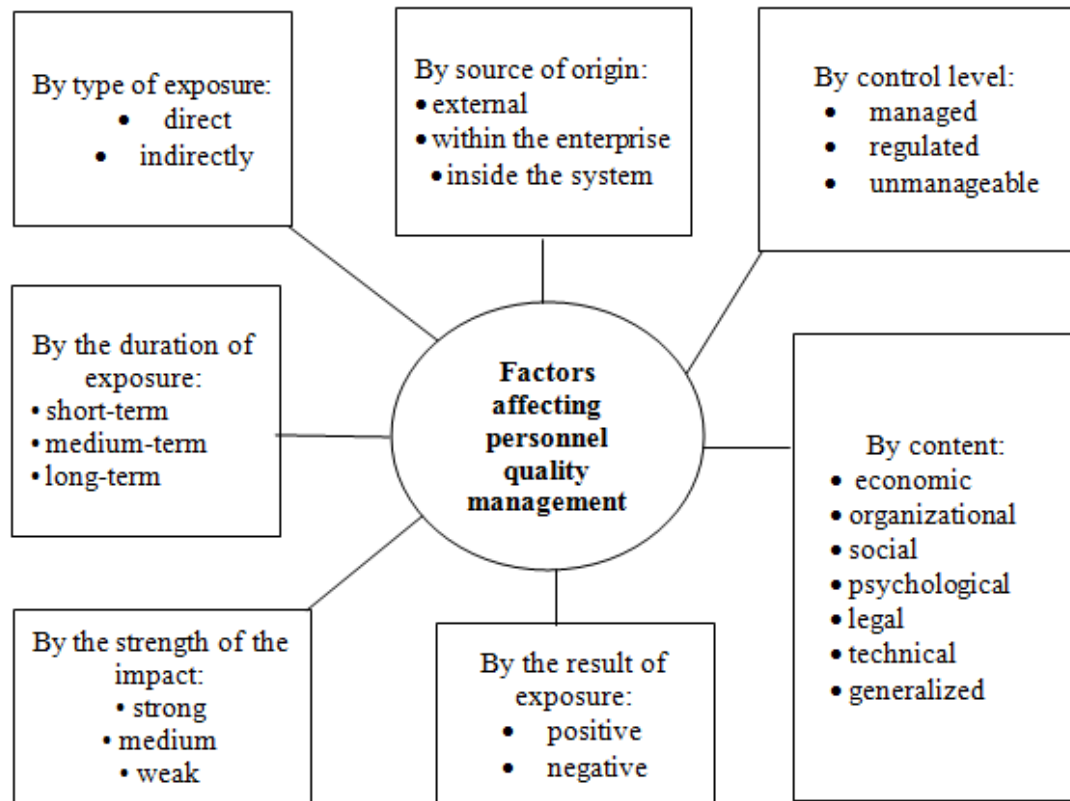 By type of exposure:
• direct
• indirectly
By source of origin:
• external
• within the enterprise
• inside the system
By control level:
• managed
• regulated
• unmanageable
By the duration of
exposure:
• short-term
• medium-term
• long-term
Factors
affecting
personnel
quality
management
By content:
• economic
• organizational
• social
• psychological
• legal
• technical
• generalized
By the strength of the
impact:
• strong
• medium
• weak
By the result of
exposure:
• positive
• negative